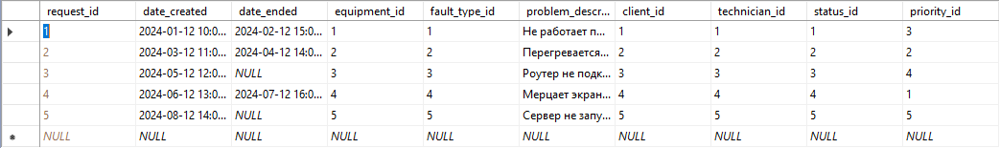 request_id date_created date_ended equipment_id fault_type_id problem_descr... client_id technician_id status_id priority_id
1 2024-01-12 10:0... 2024-02-12 15:0... 1 1 Не работает п... 1 1 1 3
2 2024-03-12 11:0... 2024-04-12 14:0... 2 2 Перегревается... 2 2 2 2
3 2024-05-12 12:0... NULL 3 3 Роутер не подк... 3 3 3 4
4 2024-06-12 13:0... 2024-07-12 16:0... 4 4 Мерцает экран... 4 4 4 1
5 2024-08-12 14:0... NULL 5 5 Сервер не запу... 5 5 5 5
NULL NULL NULL NULL NULL NULL NULL NULL NULL NULL